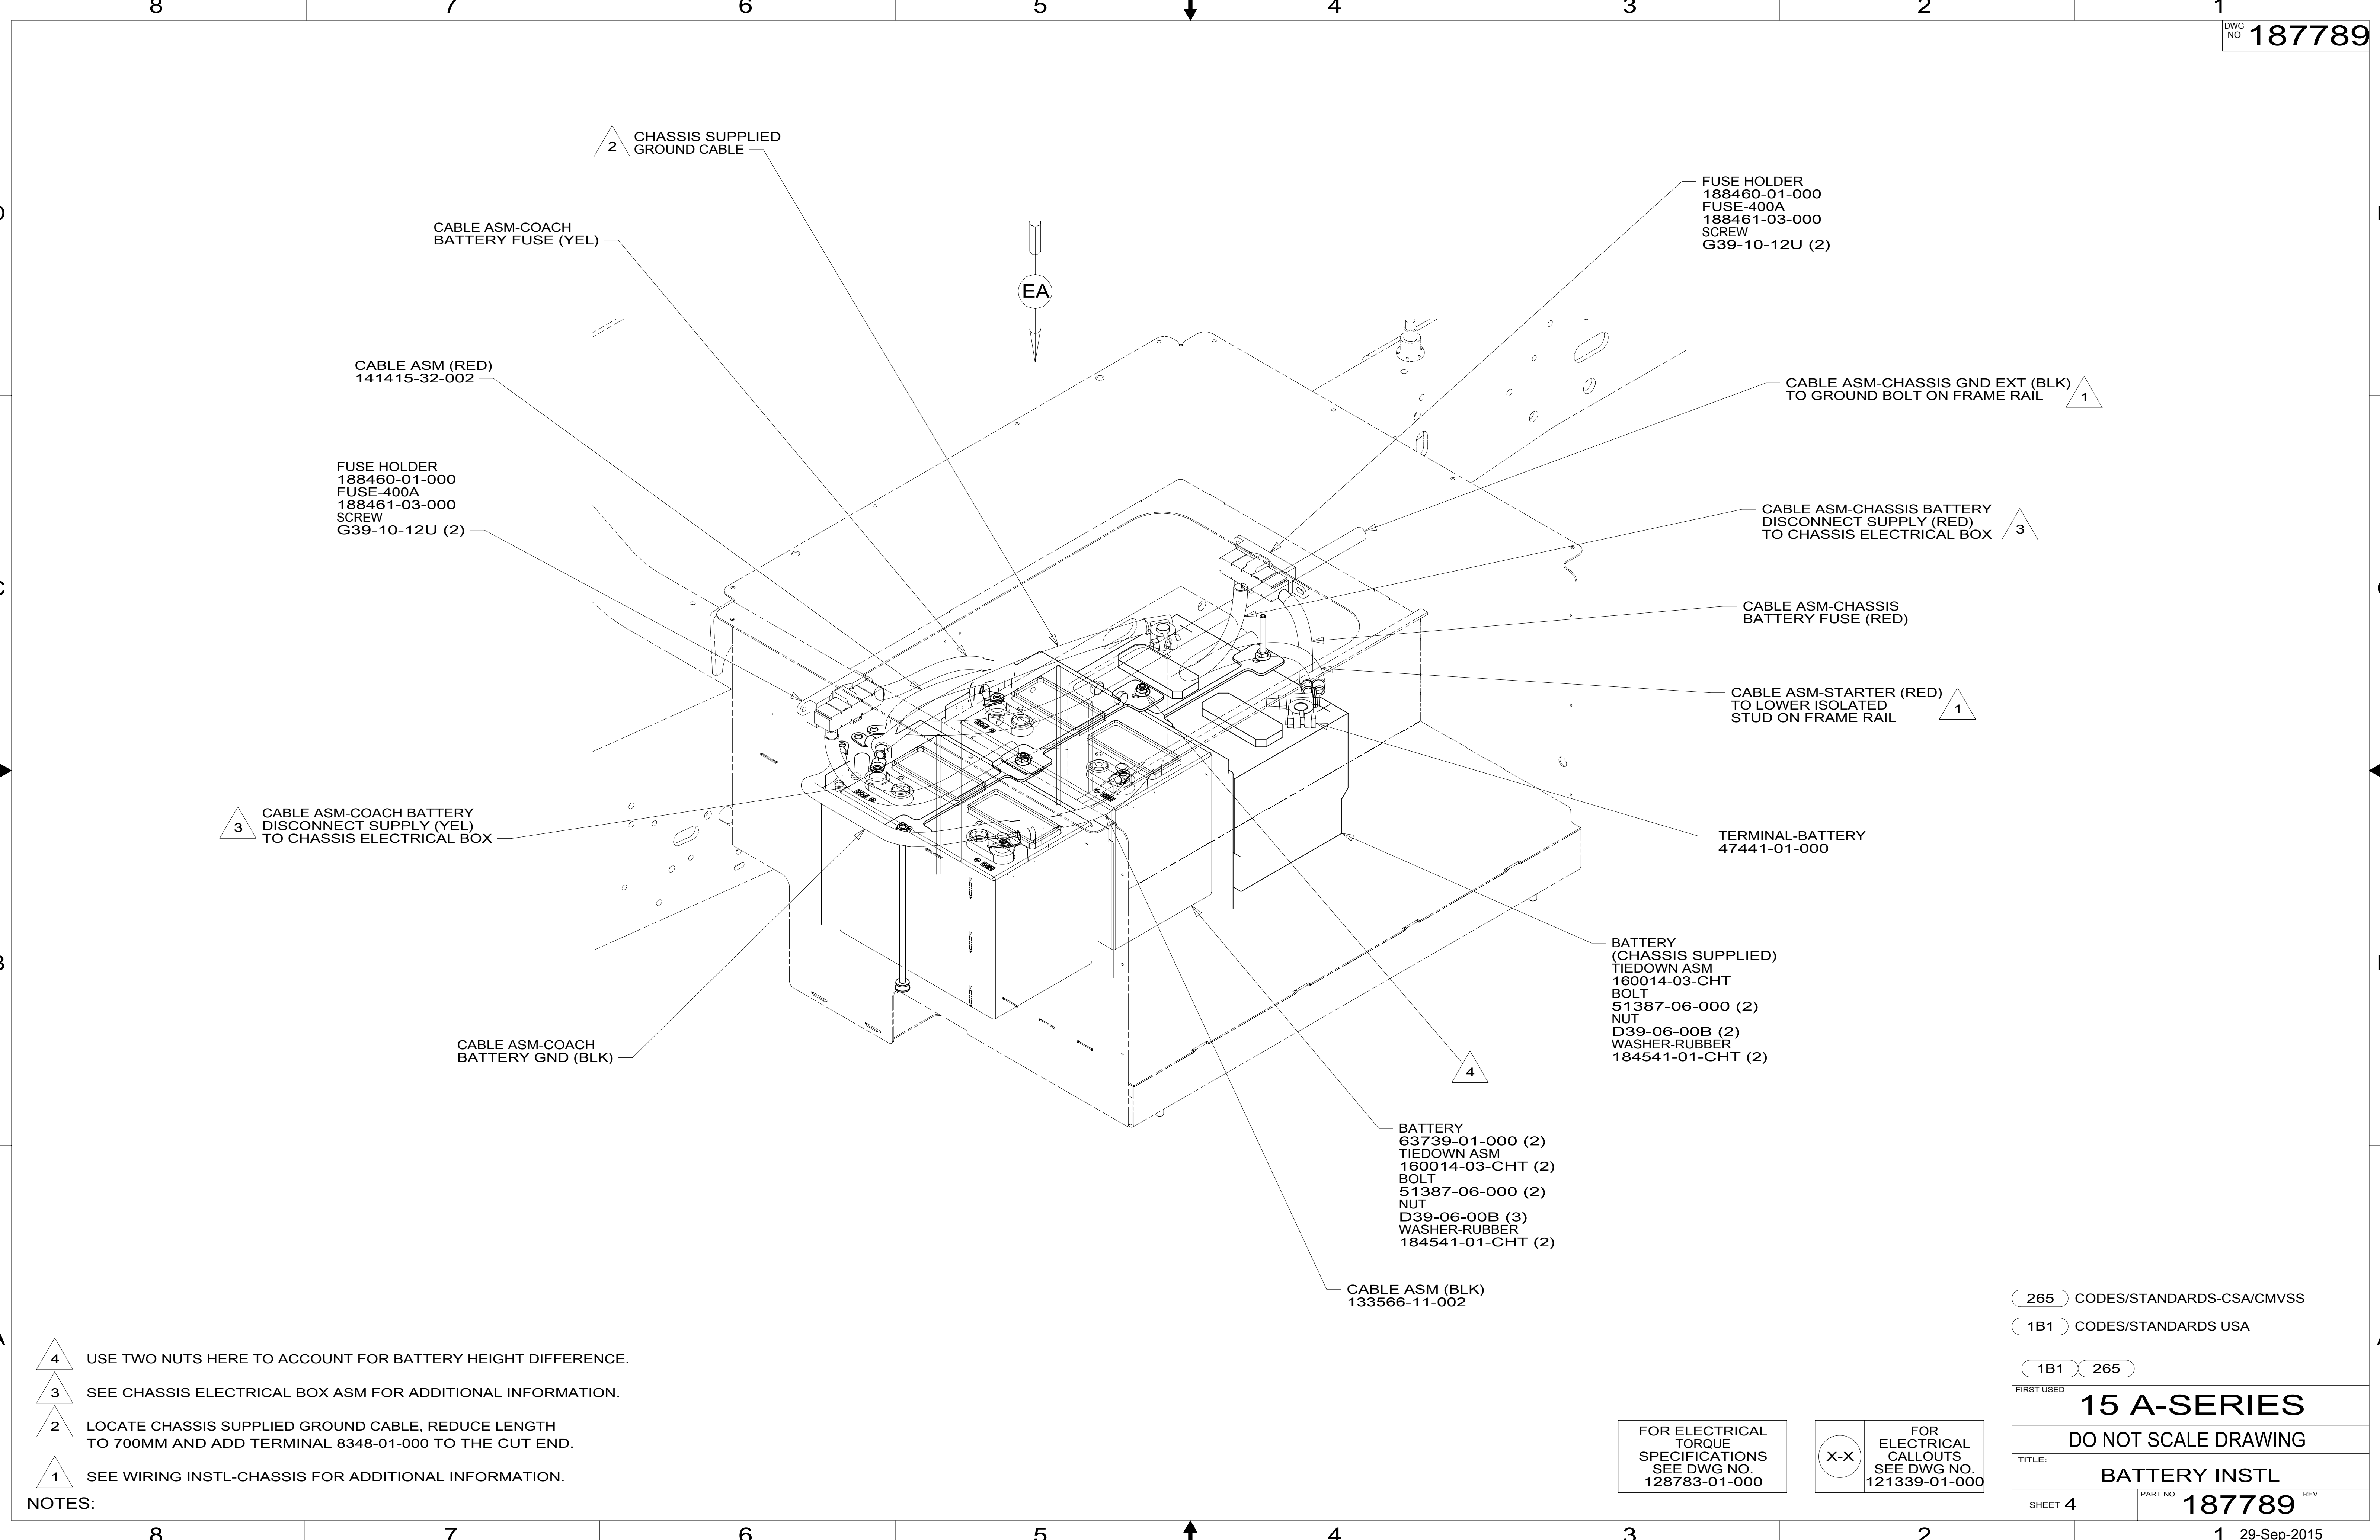 8 7 6 5 4 3 2 1
DWG NO 187789
2
CHASSIS SUPPLIED
GROUND CABLE
FUSE HOLDER
188460-01-000
FUSE-400A
188461-03-000
SCREW
G39-10-12U (2)
CABLE ASM-COACH
BATTERY FUSE (YEL)
EA
CABLE ASM (RED)
141415-32-002
CABLE ASM-CHASSIS GND EXT (BLK)
TO GROUND BOLT ON FRAME RAIL
1
FUSE HOLDER
188460-01-000
FUSE-400A
188461-03-000
SCREW
G39-10-12U (2)
CABLE ASM-CHASSIS BATTERY
DISCONNECT SUPPLY (RED)
TO CHASSIS ELECTRICAL BOX
3
CABLE ASM-CHASSIS
BATTERY FUSE (RED)
CABLE ASM-STARTER (RED)
TO LOWER ISOLATED
STUD ON FRAME RAIL
1
3
CABLE ASM-COACH BATTERY
DISCONNECT SUPPLY (YEL)
TO CHASSIS ELECTRICAL BOX
TERMINAL-BATTERY
47441-01-000
BATTERY
(CHASSIS SUPPLIED)
TIEDOWN ASM
160014-03-CHT
BOLT
51387-06-000 (2)
NUT
D39-06-00B (2)
WASHER-RUBBER
184541-01-CHT (2)
CABLE ASM-COACH
BATTERY GND (BLK)
4
BATTERY
63739-01-000 (2)
TIEDOWN ASM
160014-03-CHT (2)
BOLT
51387-06-000 (2)
NUT
D39-06-00B (3)
WASHER-RUBBER
184541-01-CHT (2)
CABLE ASM (BLK)
133566-11-002
4 USE TWO NUTS HERE TO ACCOUNT FOR BATTERY HEIGHT DIFFERENCE.
3 SEE CHASSIS ELECTRICAL BOX ASM FOR ADDITIONAL INFORMATION.
2 LOCATE CHASSIS SUPPLIED GROUND CABLE, REDUCE LENGTH
TO 700MM AND ADD TERMINAL 8348-01-000 TO THE CUT END.
1 SEE WIRING INSTL-CHASSIS FOR ADDITIONAL INFORMATION.
NOTES:
FOR ELECTRICAL
TORQUE
SPECIFICATIONS
SEE DWG NO.
128783-01-000
X-X
FOR
ELECTRICAL
CALLOUTS
SEE DWG NO.
121339-01-000
265 CODES/STANDARDS-CSA/CMVSS
1B1 CODES/STANDARDS USA
1B1 265
FIRST USED
15 A-SERIES
DO NOT SCALE DRAWING
TITLE:
BATTERY INSTL
SHEET 4
PART NO 187789 REV
8 7 6 5 4 3 2 1
29-Sep-2015